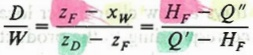 D/W = (z_F − x_W)/(z_D − z_F) = (H_F − Q″)/(Q′ − H_F)